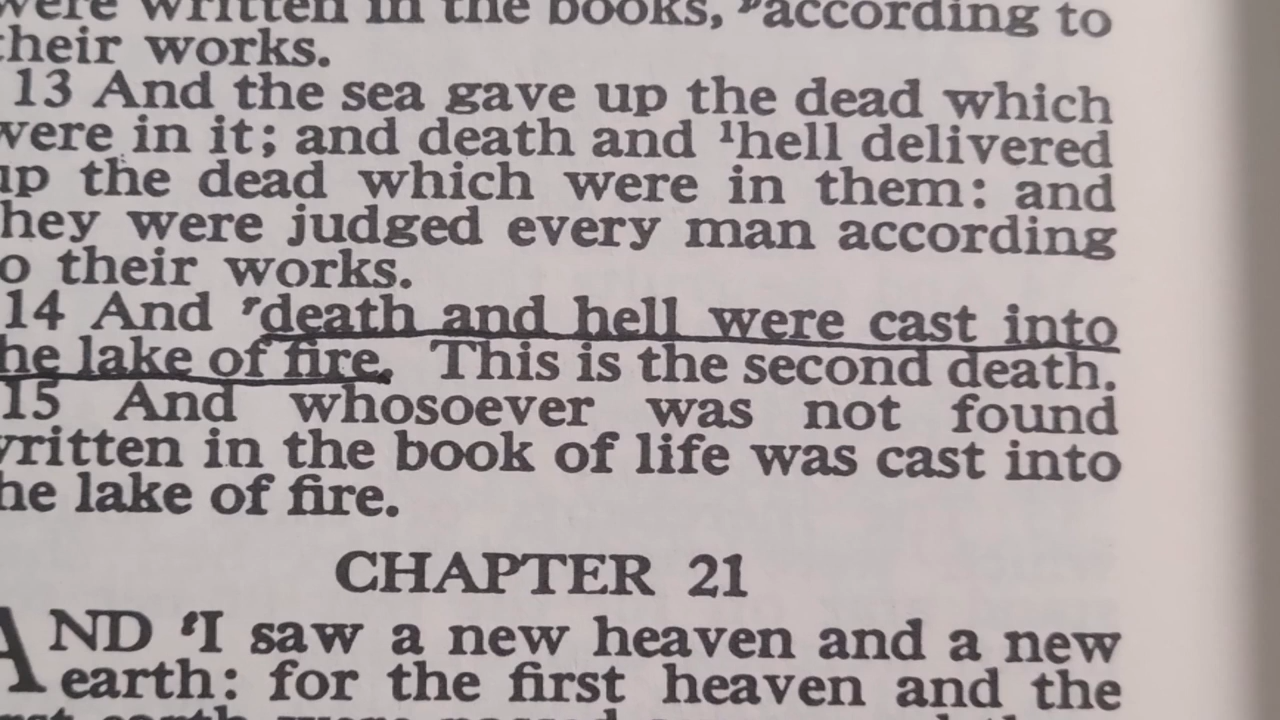 were written in the books, ᵖaccording to
their works.
13 And the sea gave up the dead which
were in it; and death and ¹hell delivered
up the dead which were in them: and
they were judged every man according
to their works.
14 And ʳdeath and hell were cast into
the lake of fire. This is the second death.
15 And whosoever was not found
written in the book of life was cast into
the lake of fire.
CHAPTER 21
AND I saw a new heaven and a new
earth: for the first heaven and the